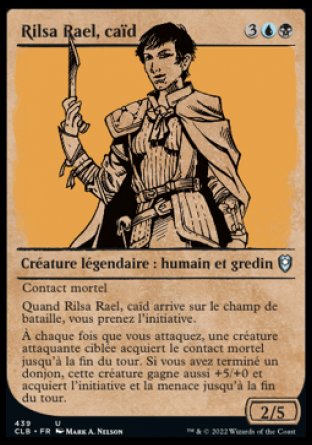 Rilsa Rael, caïd 3
Créature légendaire : humain et gredin
Contact mortel
Quand Rilsa Rael, caïd arrive sur le champ de
bataille, vous prenez l'initiative.
À chaque fois que vous attaquez, une créature
attaquante ciblée acquiert le contact mortel
jusqu'à la fin du tour. Si vous avez terminé un
donjon, cette créature gagne aussi +5/+0 et
acquiert l'initiative et la menace jusqu'à la
fin du tour.
2/5
439 U
CLB • FR Mark A. Nelson
™ & © 2022 Wizards of the Coast